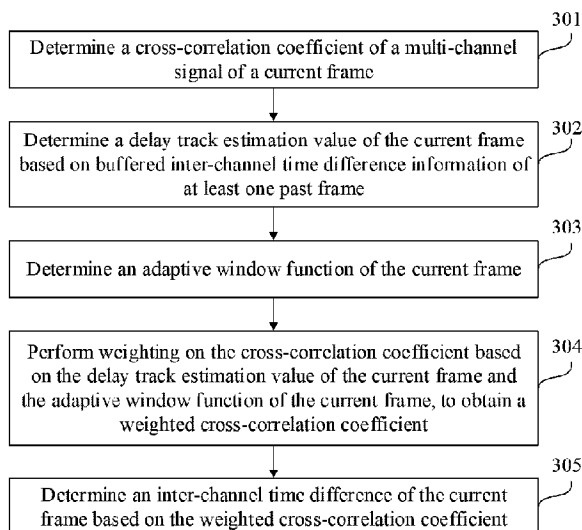 301
Determine a cross-correlation coefficient of a multi-channel
signal of a current frame
302
Determine a delay track estimation value of the current frame
based on buffered inter-channel time difference information of
at least one past frame
303
Determine an adaptive window function of the current frame
304
Perform weighting on the cross-correlation coefficient based
on the delay track estimation value of the current frame and
the adaptive window function of the current frame, to obtain a
weighted cross-correlation coefficient
305
Determine an inter-channel time difference of the current
frame based on the weighted cross-correlation coefficient